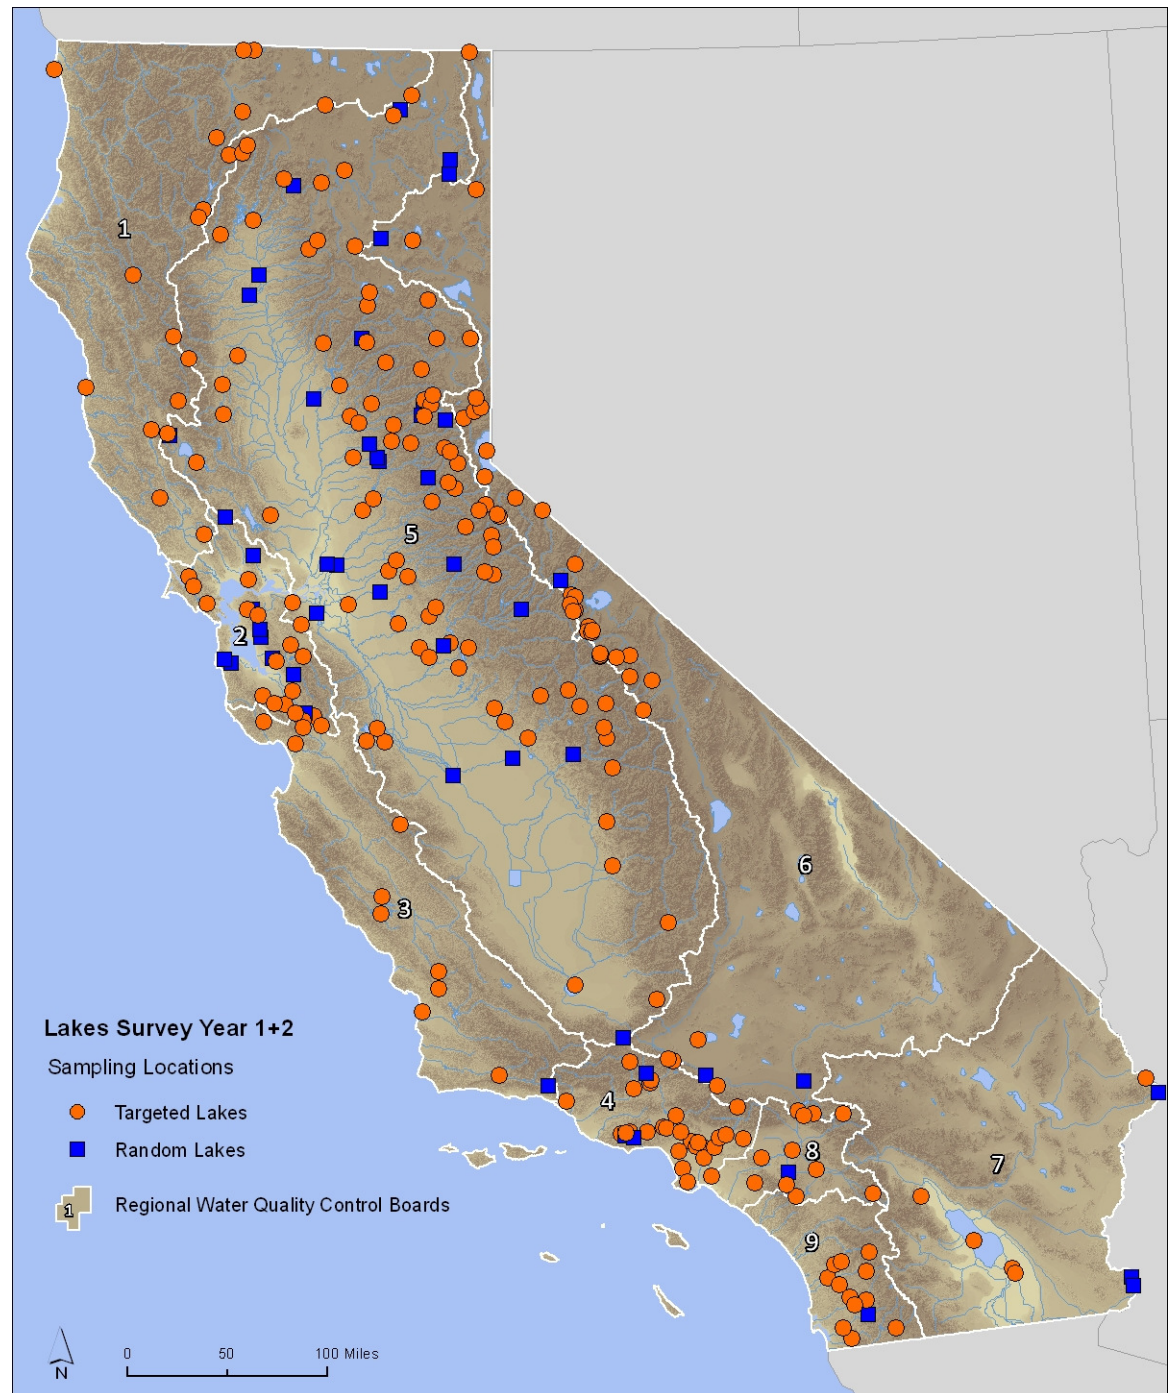 1
5
2
6
3
Lakes Survey Year 1+2
Sampling Locations
Targeted Lakes
Random Lakes
1
Regional Water Quality Control Boards
4
8
7
9
N
0 50 100 Miles